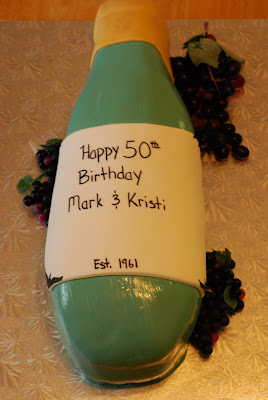 Happy 50th
Birthday
Mark & Kristi
Est. 1961